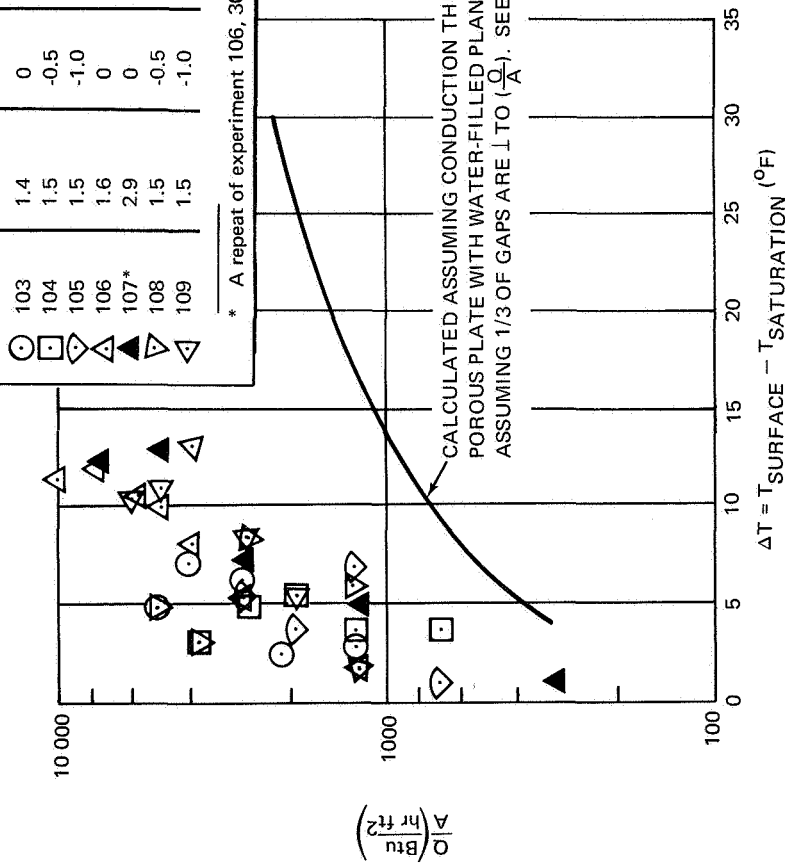 103 1.4 0
104 1.5 -0.5
105 1.5 -1.0
106 1.6 0
107* 2.9 0
108 1.5 -0.5
109 1.5 -1.0
* A repeat of experiment 106, 30
10 000
1000
100
Q/A (Btu/hr ft²)
CALCULATED ASSUMING CONDUCTION TH
POROUS PLATE WITH WATER-FILLED PLAN
ASSUMING 1/3 OF GAPS ARE ⊥ TO (Q/A). SEE
0 5 10 15 20 25 30 35
ΔT = TSURFACE − TSATURATION (ºF)